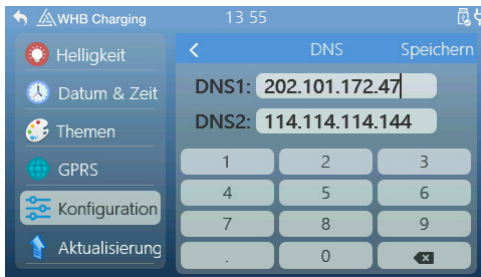 WHB Charging 13 55
DNS Speichern
Helligkeit
Datum & Zeit
Themen
GPRS
Konfiguration
Aktualisierung
DNS1: 202.101.172.47
DNS2: 114.114.114.144
1 2 3
4 5 6
7 8 9
. 0